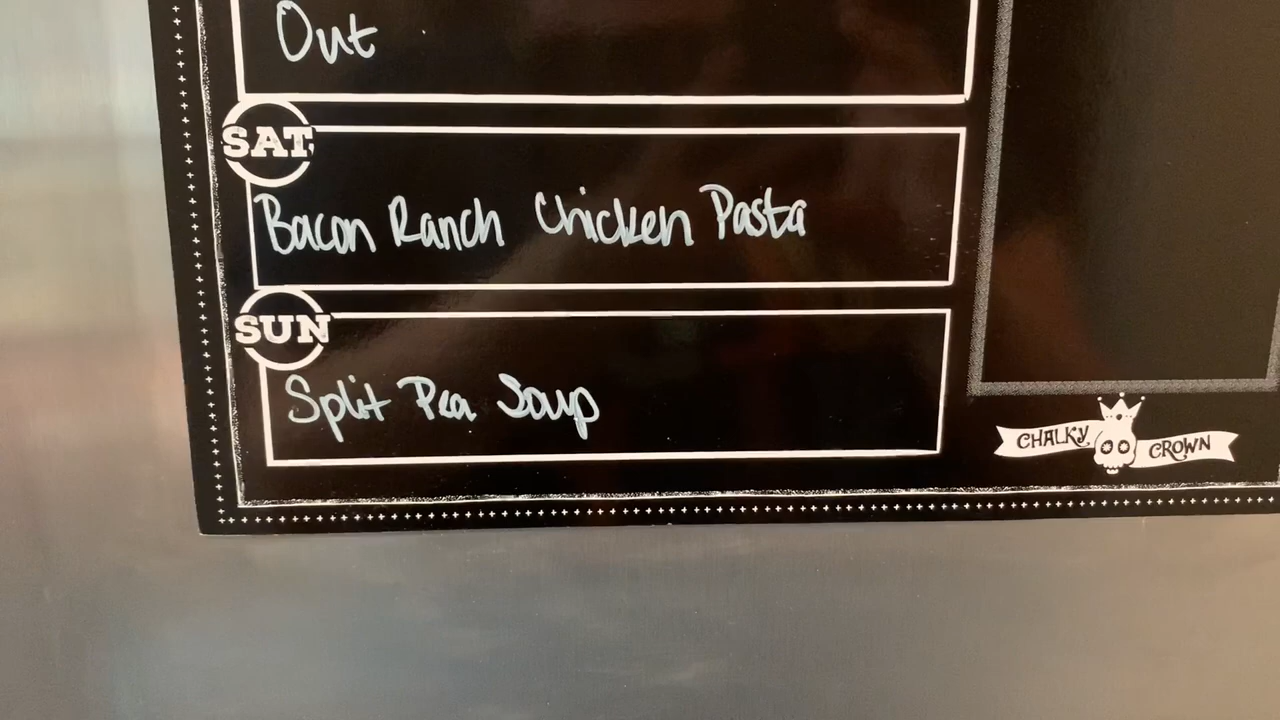 Out
SAT
Bacon Ranch Chicken Pasta
SUN
Split Pea Soup
CHALKY CROWN